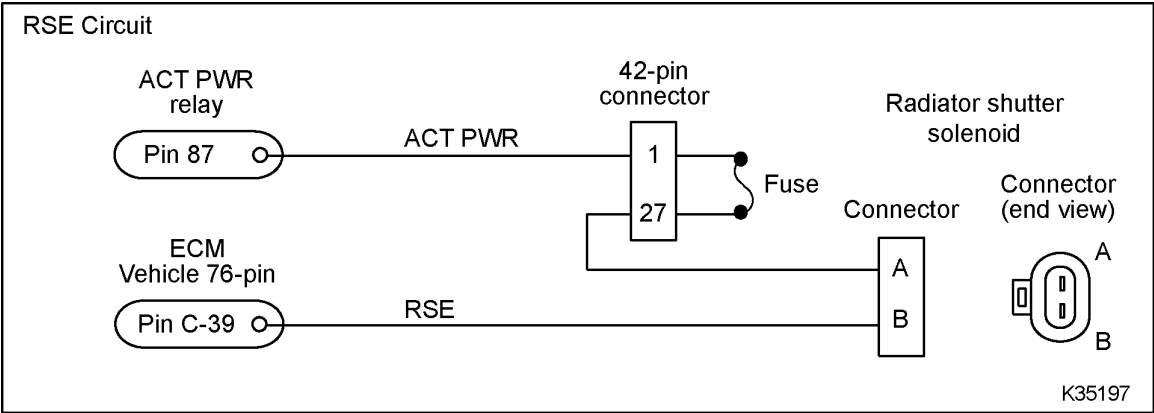 RSE Circuit
ACT PWR
relay
Pin 87
ACT PWR
42-pin
connector
1
27
Fuse
Radiator shutter
solenoid
Connector
A
B
Connector
(end view)
A
B
ECM
Vehicle 76-pin
Pin C-39
RSE
K35197